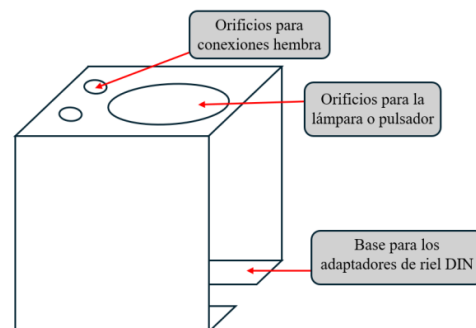 Orificios para
conexiones hembra
Orificios para la
lámpara o pulsador
Base para los
adaptadores de riel DIN